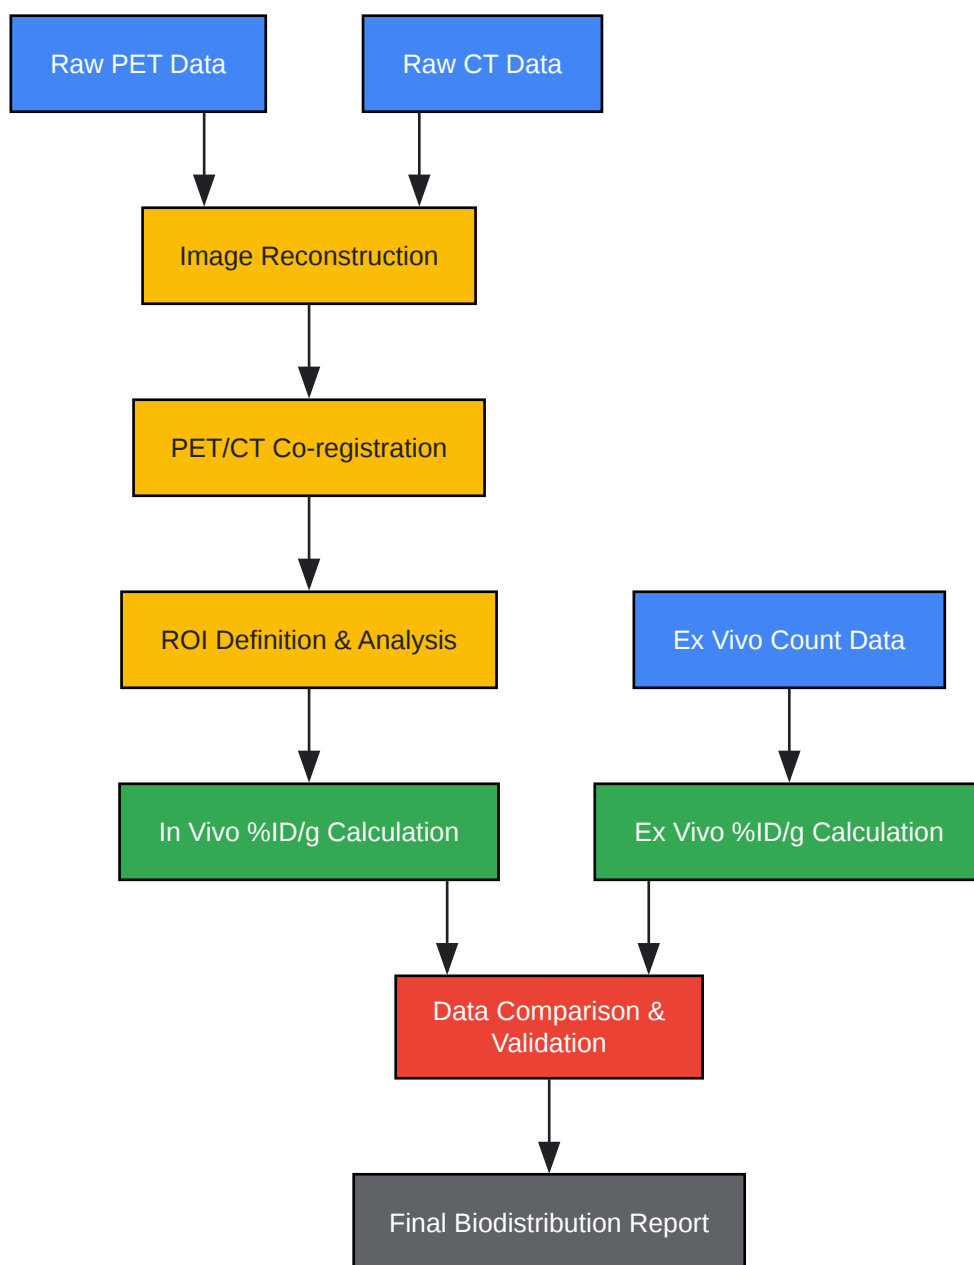 Raw PET Data
Raw CT Data
Image Reconstruction
PET/CT Co-registration
ROI Definition & Analysis
Ex Vivo Count Data
In Vivo %ID/g Calculation
Ex Vivo %ID/g Calculation
Data Comparison &
Validation
Final Biodistribution Report